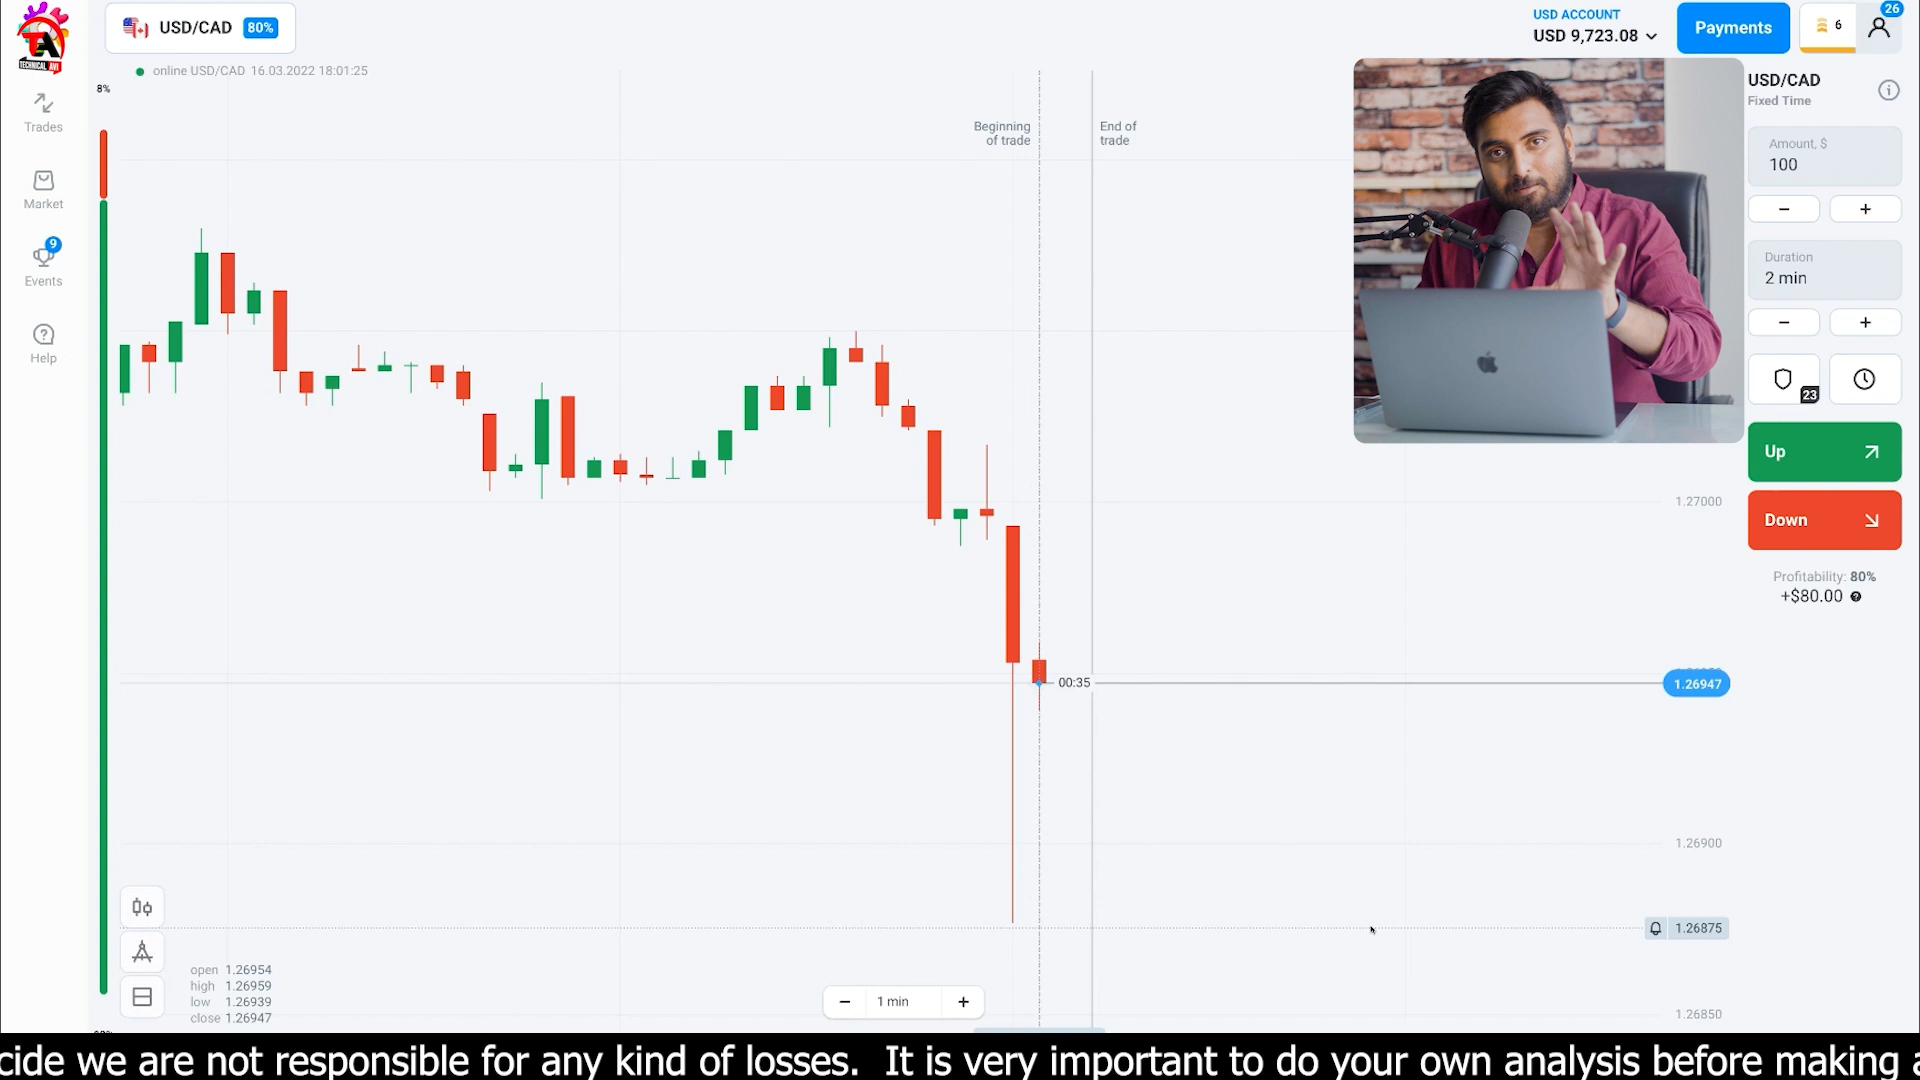 TA
TECHNICAL AVI
USD/CAD 80%
USD ACCOUNT
USD 9,723.08
Payments
6
26
online USD/CAD 16.03.2022 18:01:25
8%
Trades
Market
9
Events
Help
Beginning
of trade
End of
trade
USD/CAD
Fixed Time
Amount, $
100
− +
Duration
2 min
− +
23
Up
Down
Profitability: 80%
+$80.00
1.27000
00:35
1.26947
1.26900
1.26875
1.26850
open 1.26954
high 1.26959
low 1.26939
close 1.26947
− 1 min +
cide we are not responsible for any kind of losses. It is very important to do your own analysis before making a